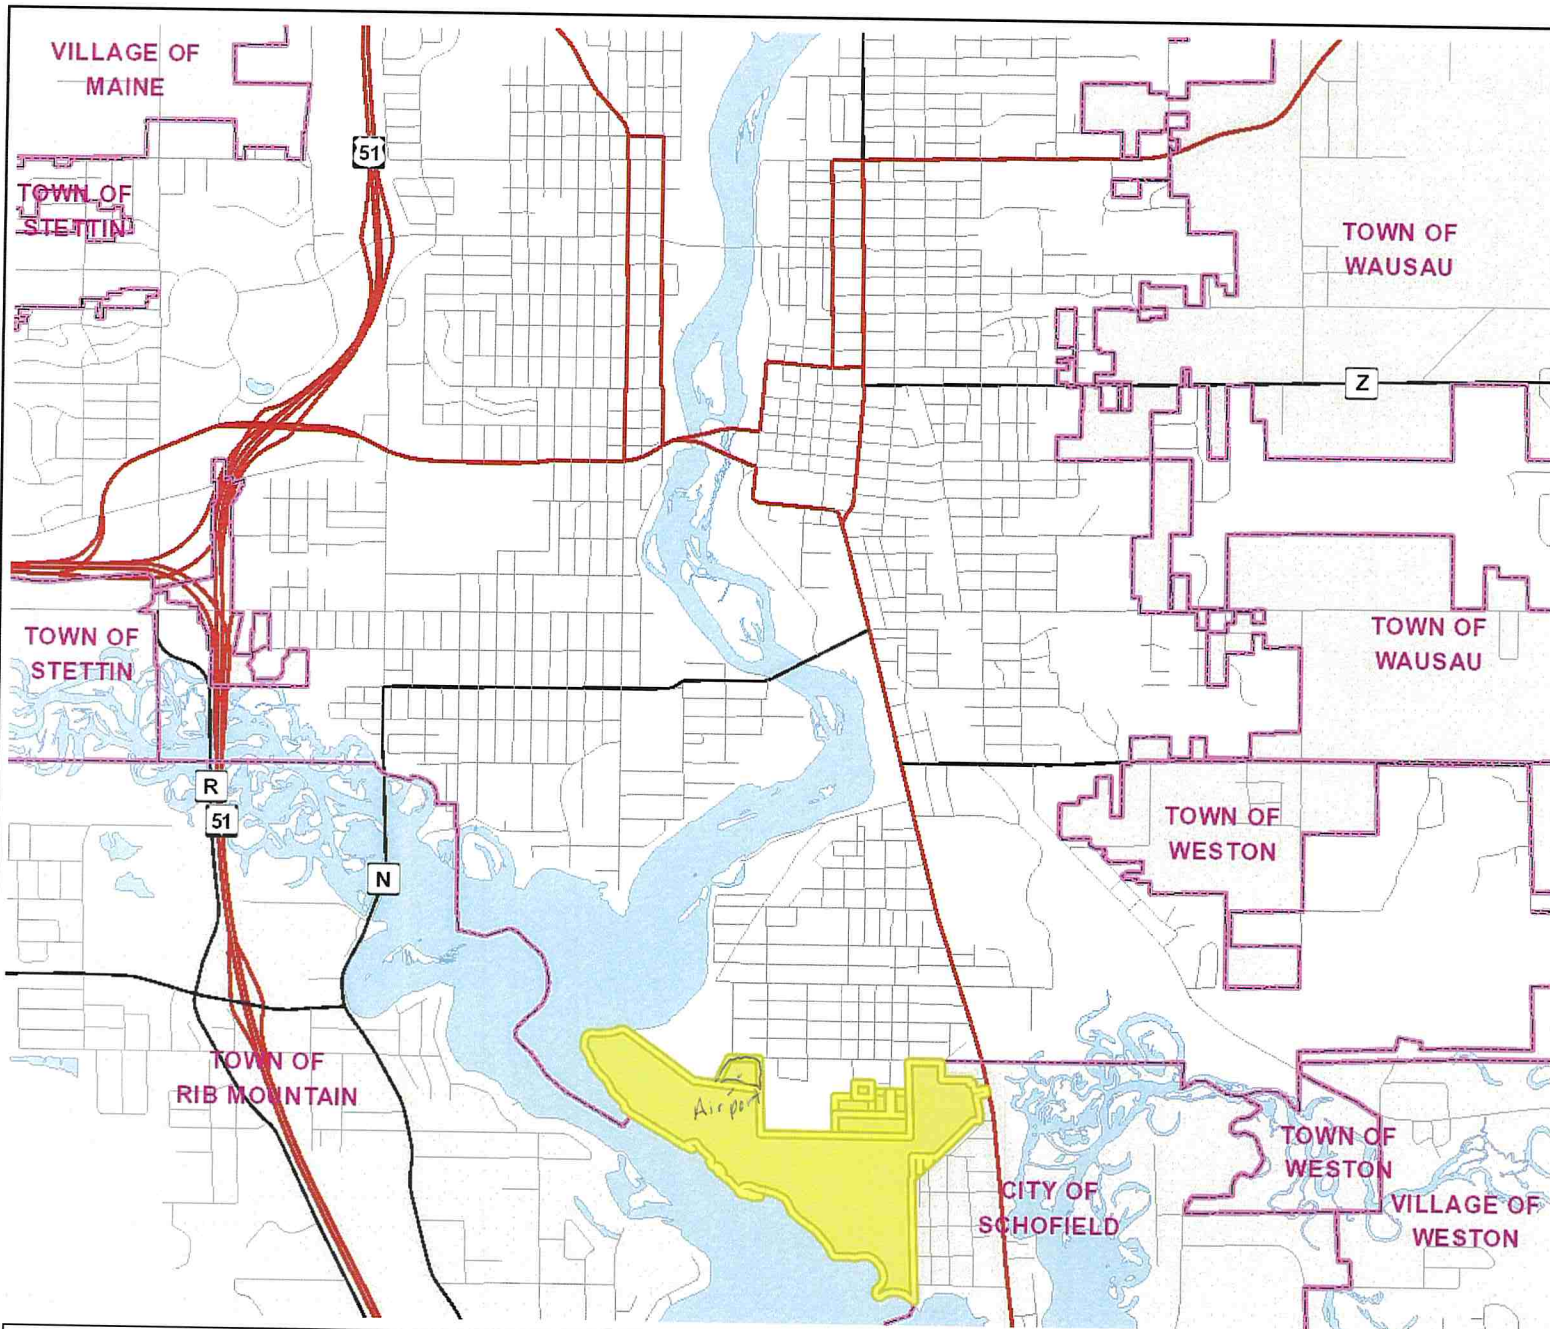 VILLAGE OF
MAINE
51
TOWN OF
STETTIN
TOWN OF
WAUSAU
Z
TOWN OF
STETTIN
TOWN OF
WAUSAU
R
51
TOWN OF
WESTON
N
TOWN OF
RIB MOUNTAIN
Airport
TOWN OF
WESTON
CITY OF
SCHOFIELD
VILLAGE OF
WESTON